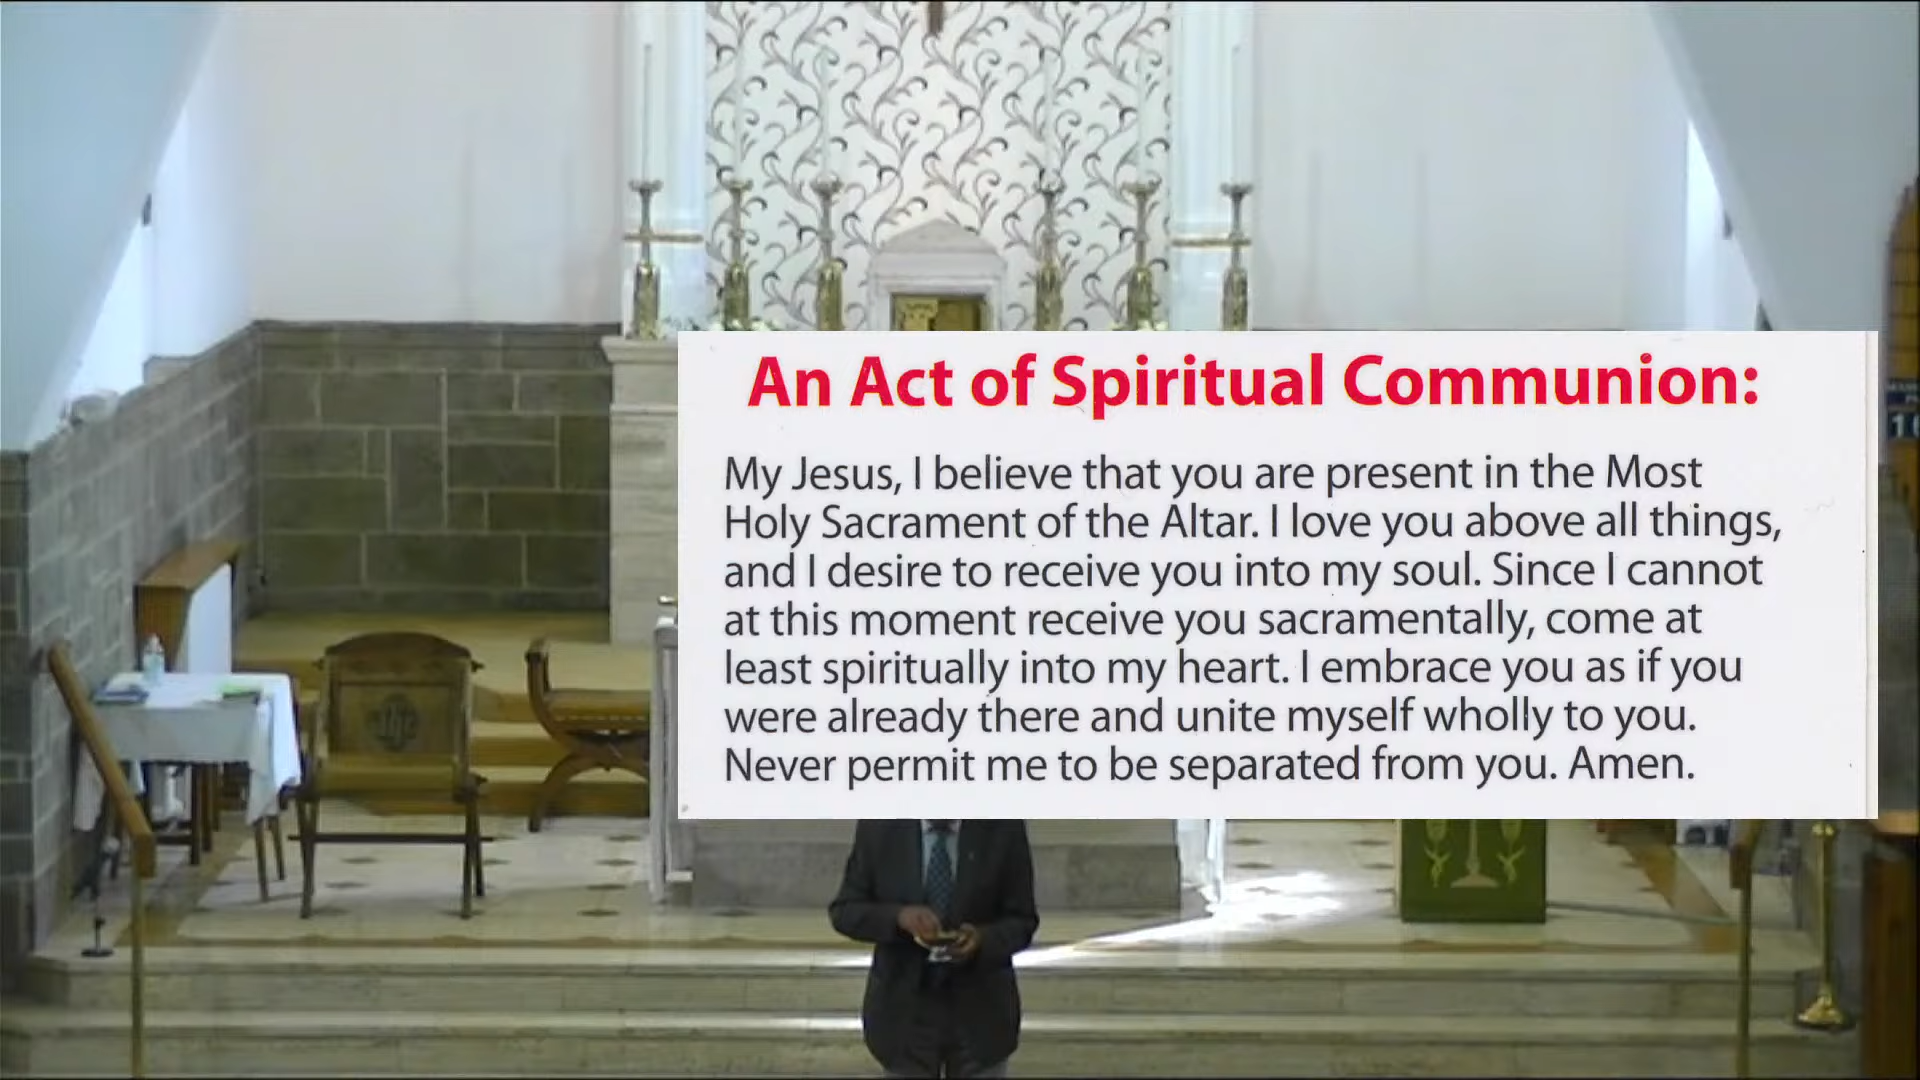 An Act of Spiritual Communion:
My Jesus, I believe that you are present in the Most
Holy Sacrament of the Altar. I love you above all things,
and I desire to receive you into my soul. Since I cannot
at this moment receive you sacramentally, come at
least spiritually into my heart. I embrace you as if you
were already there and unite myself wholly to you.
Never permit me to be separated from you. Amen.